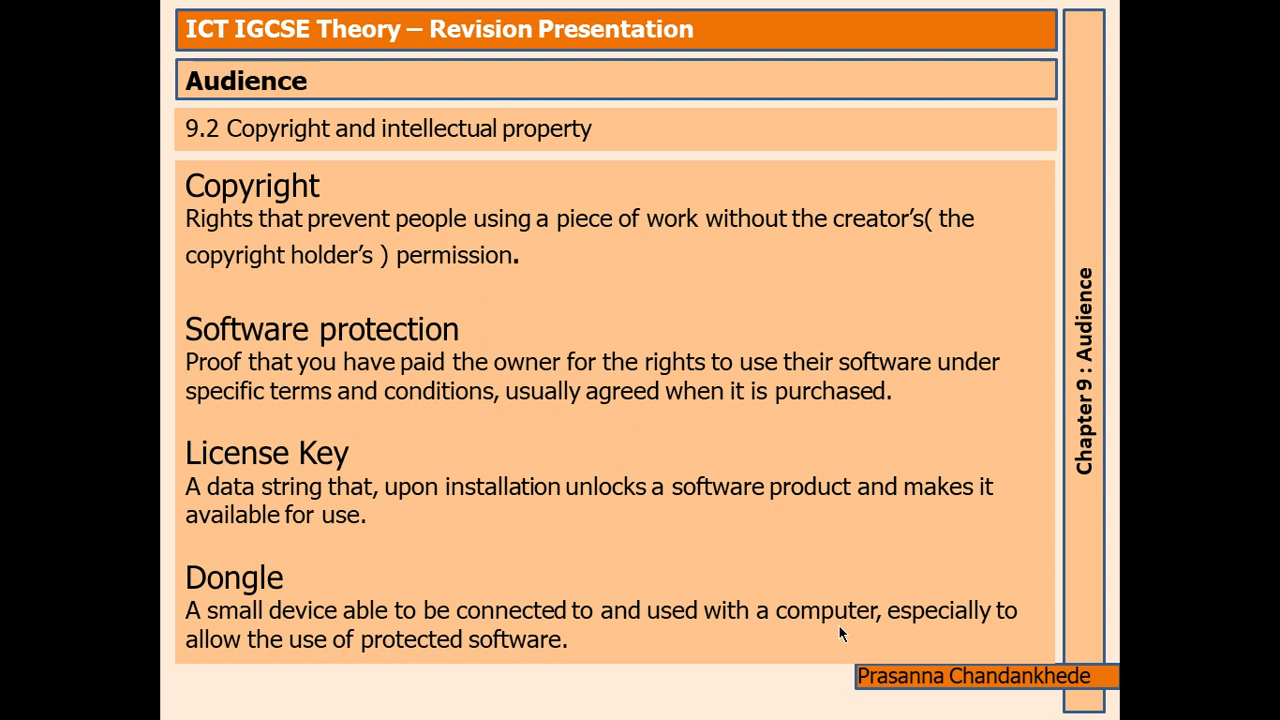 ICT IGCSE Theory – Revision Presentation
Audience
9.2 Copyright and intellectual property
Copyright
Rights that prevent people using a piece of work without the creator’s( the
copyright holder’s ) permission.
Software protection
Proof that you have paid the owner for the rights to use their software under
specific terms and conditions, usually agreed when it is purchased.
License Key
A data string that, upon installation unlocks a software product and makes it
available for use.
Dongle
A small device able to be connected to and used with a computer, especially to
allow the use of protected software.
Chapter 9 : Audience
Prasanna Chandankhede